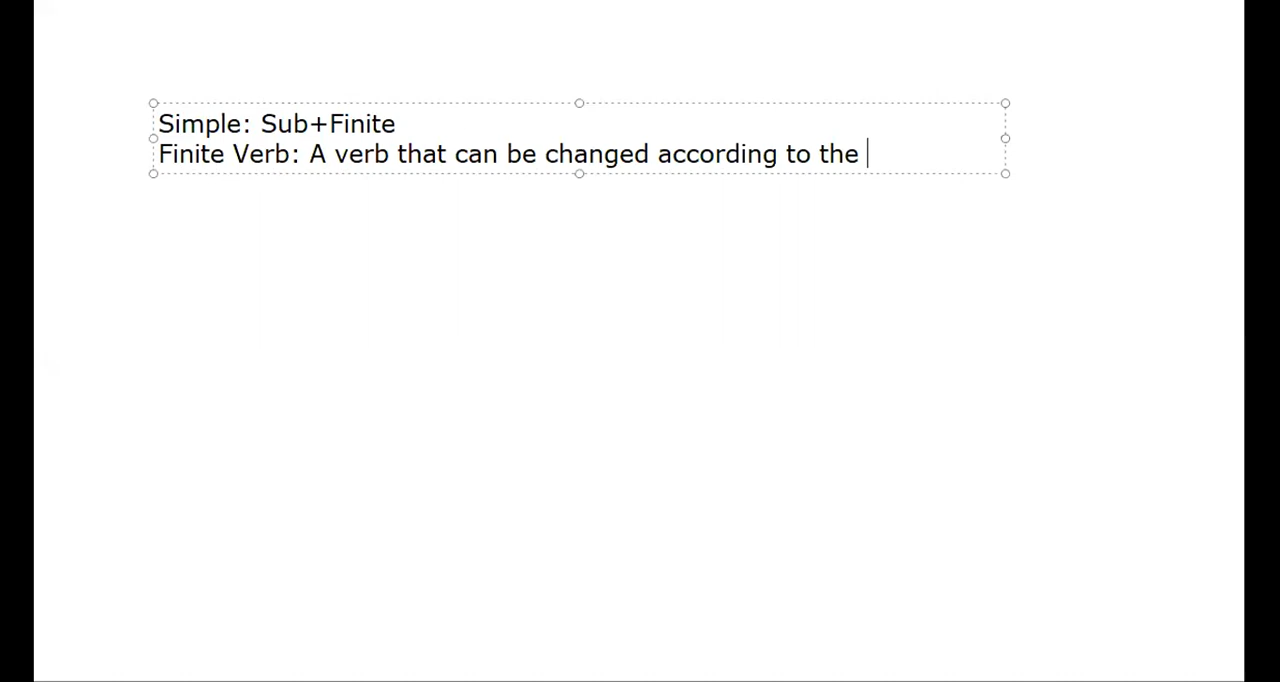 Simple: Sub+Finite
Finite Verb: A verb that can be changed according to the